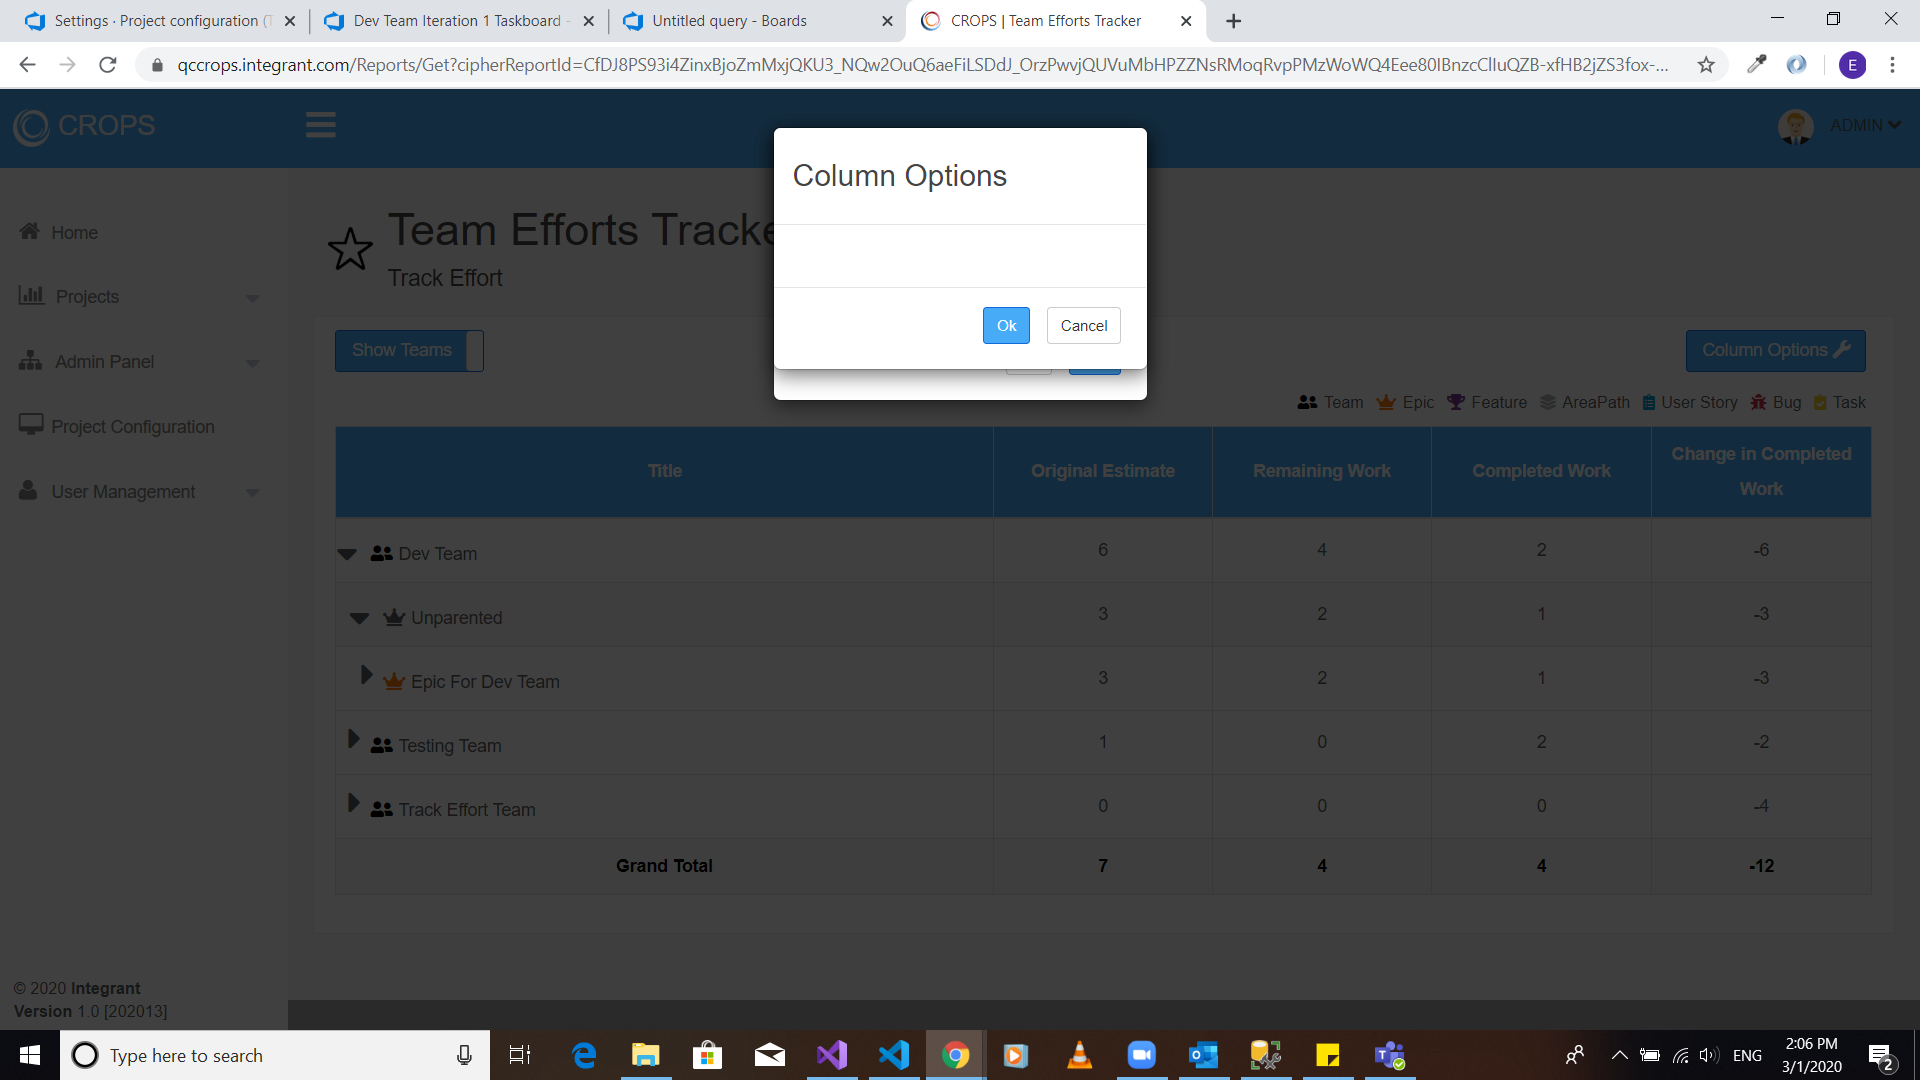 Settings · Project configuration (T
Dev Team Iteration 1 Taskboard -
Untitled query - Boards
CROPS | Team Efforts Tracker
qccrops.integrant.com/Reports/Get?cipherReportId=CfDJ8PS93i4ZinxBjoZmMxjQKU3_NQw2OuQ6aeFiLSDdJ_OrzPwvjQUVuMbHPZZNsRMoqRvpPMzWoWQ4Eee80IBnzcClIuQZB-xfHB2jZS3fox-...
E
CROPS
ADMIN
Column Options
Ok
Cancel
Home
Projects
Admin Panel
Project Configuration
User Management
Team Efforts Tracke
Track Effort
Show Teams
Column Options
Team Epic Feature AreaPath User Story Bug Task
Title Original Estimate Remaining Work Completed Work Change in Completed Work
Dev Team 6 4 2 -6
Unparented 3 2 1 -3
Epic For Dev Team 3 2 1 -3
Testing Team 1 0 2 -2
Track Effort Team 0 0 0 -4
Grand Total 7 4 4 -12
© 2020 Integrant
Version 1.0 [202013]
Type here to search
ENG
2:06 PM
3/1/2020
2